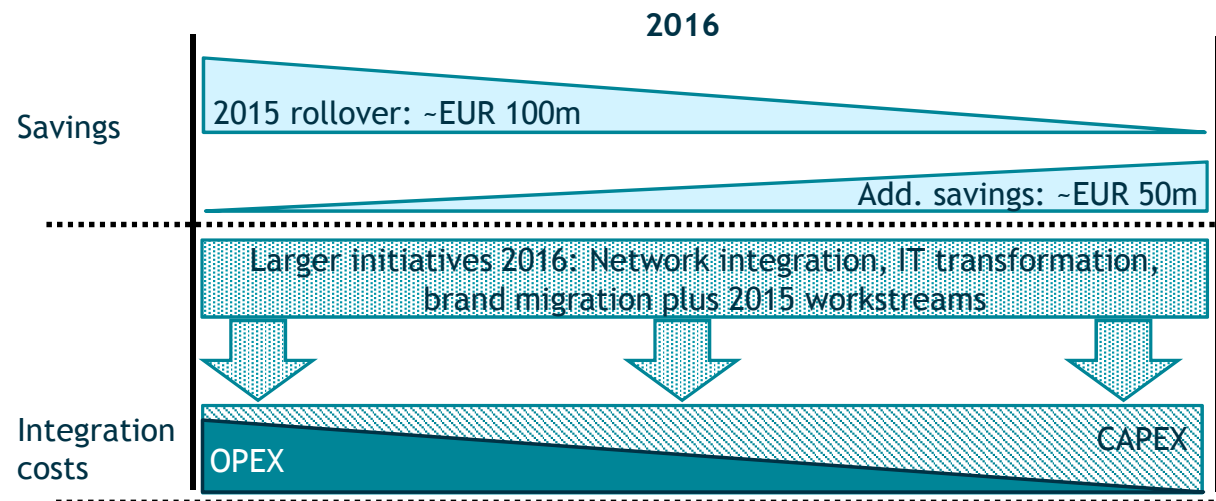 2016
Savings
2015 rollover: ~EUR 100m
Add. savings: ~EUR 50m
Larger initiatives 2016: Network integration, IT transformation,
brand migration plus 2015 workstreams
Integration
costs
OPEX
CAPEX